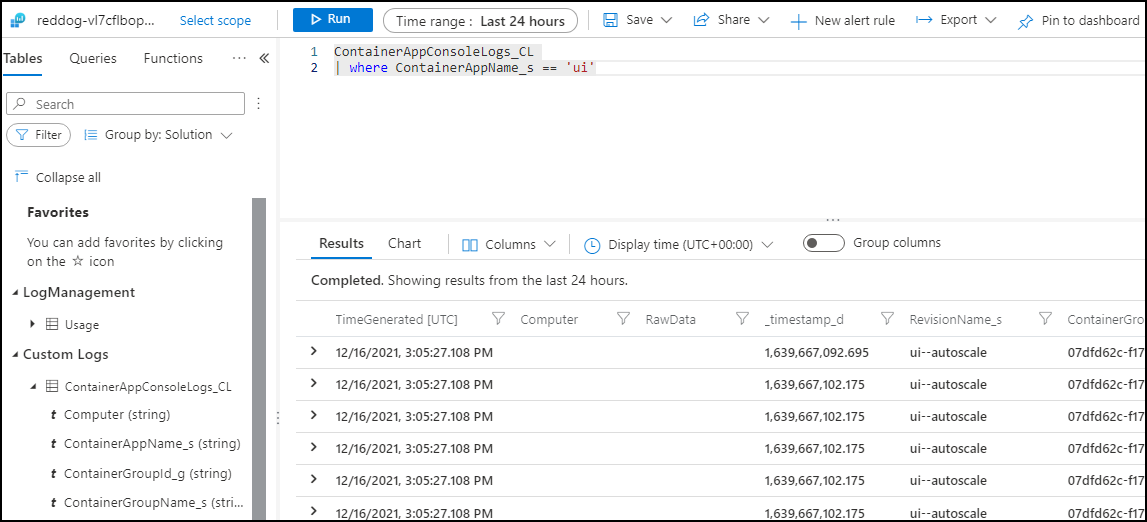 reddog-vl7cflbop... Select scope Run Time range : Last 24 hours Save Share New alert rule Export Pin to dashboard
Tables Queries Functions ... «
Search
Filter Group by: Solution
Collapse all
Favorites
You can add favorites by clicking
on the ☆ icon
LogManagement
Usage
Custom Logs
ContainerAppConsoleLogs_CL
t Computer (string)
t ContainerAppName_s (string)
t ContainerGroupId_g (string)
t ContainerGroupName_s (stri...
1 ContainerAppConsoleLogs_CL
2 | where ContainerAppName_s == 'ui'
Results Chart Columns Display time (UTC+00:00) Group columns
Completed. Showing results from the last 24 hours.
TimeGenerated [UTC] Computer RawData _timestamp_d RevisionName_s ContainerGro
12/16/2021, 3:05:27.108 PM 1,639,667,092.695 ui--autoscale 07dfd62c-f17
12/16/2021, 3:05:27.108 PM 1,639,667,102.175 ui--autoscale 07dfd62c-f17
12/16/2021, 3:05:27.108 PM 1,639,667,102.175 ui--autoscale 07dfd62c-f17
12/16/2021, 3:05:27.108 PM 1,639,667,102.175 ui--autoscale 07dfd62c-f17
12/16/2021, 3:05:27.108 PM 1,639,667,102.175 ui--autoscale 07dfd62c-f17
12/16/2021, 3:05:27.108 PM 1,639,667,102.175 ui--autoscale 07dfd62c-f17